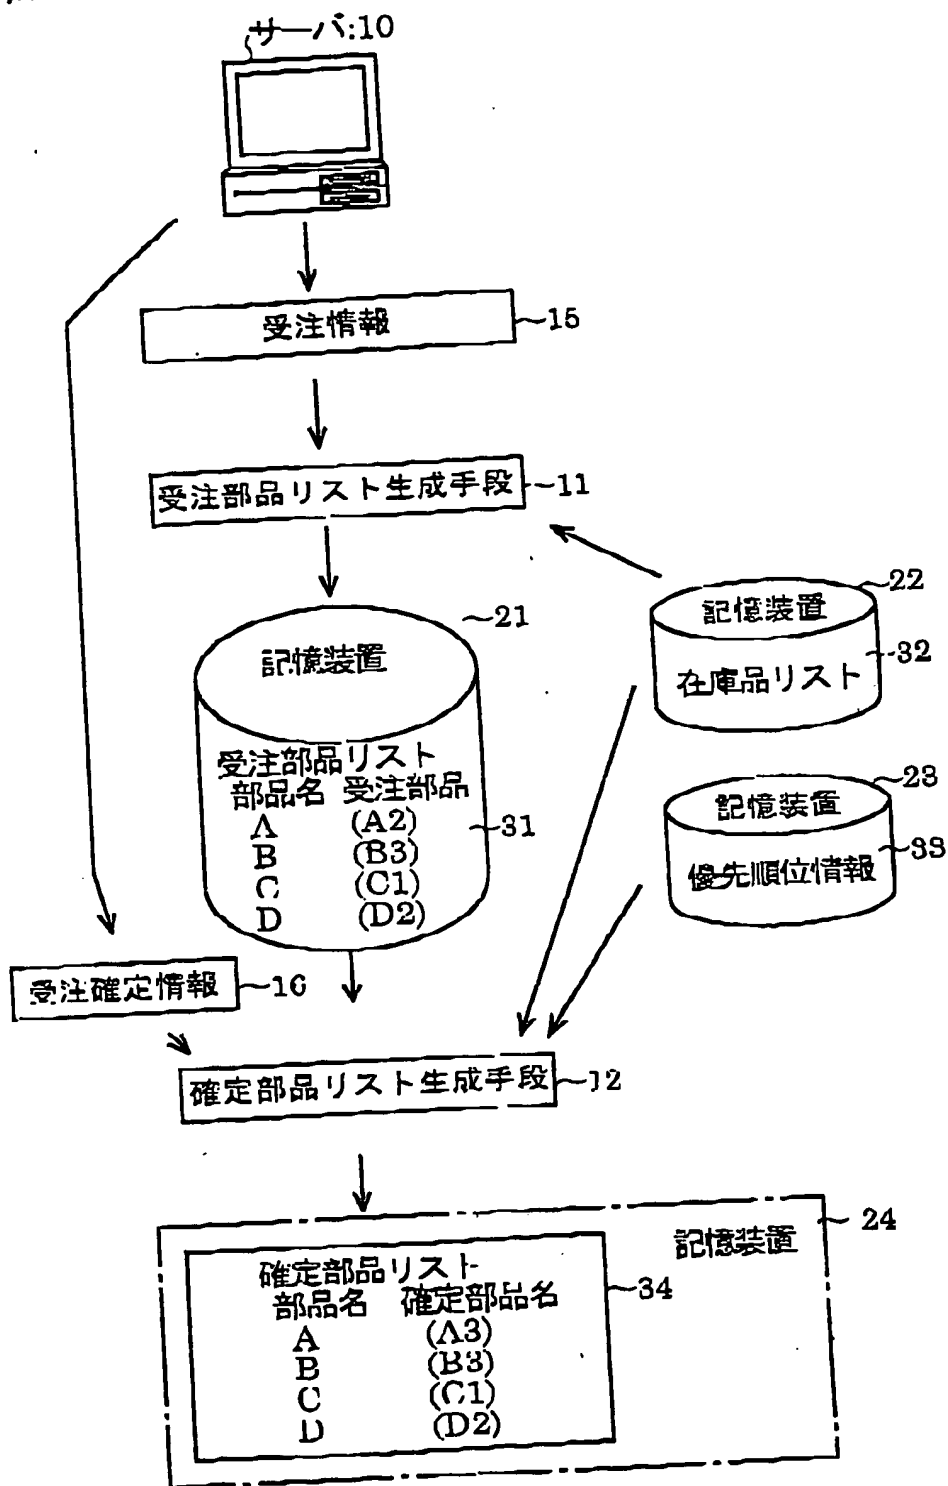 サーバ:10
受注情報
15
受注部品リスト生成手段
11
21
記憶装置
受注部品リスト
部品名 受注部品
A (A2)
B (B3)
C (C1)
D (D2)
31
22
記憶装置
32
在庫品リスト
23
記憶装置
33
優先順位情報
受注確定情報
16
確定部品リスト生成手段
12
24
記憶装置
確定部品リスト
34
部品名 確定部品名
A (A3)
B (B3)
C (C1)
D (D2)